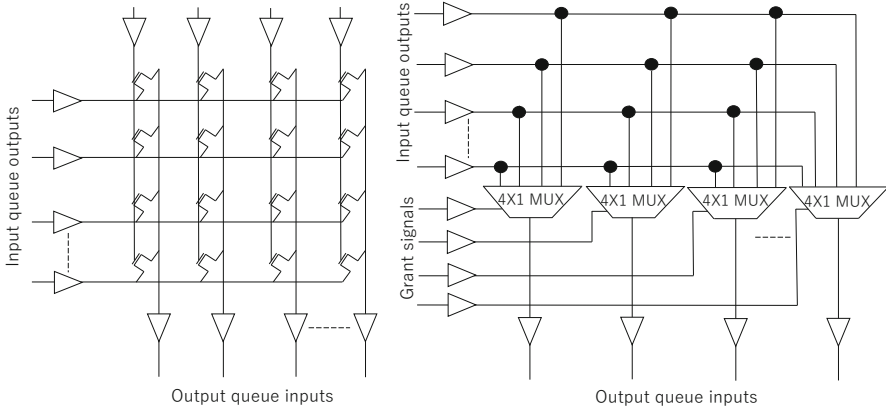 Input queue outputs
Output queue inputs
Input queue outputs
4X1 MUX
4X1 MUX
4X1 MUX
4X1 MUX
Grant signals
Output queue inputs